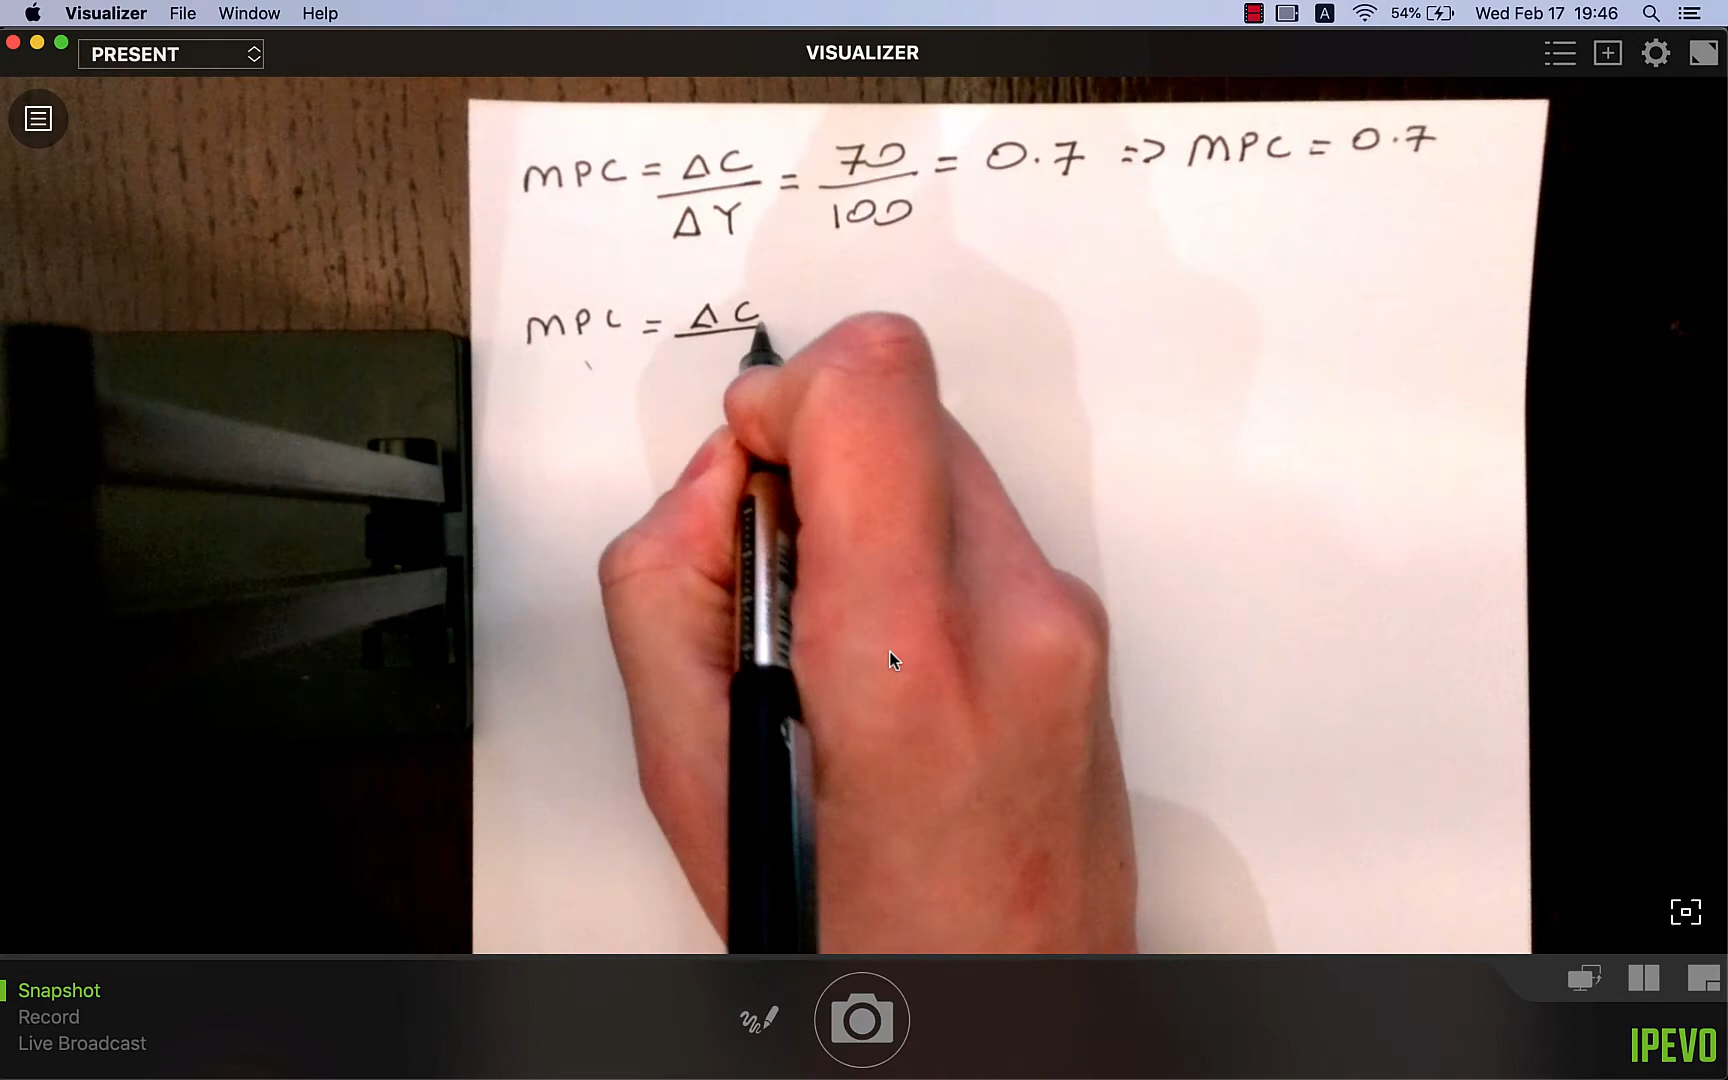 Visualizer File Window Help A 54% Wed Feb 17 19:46
PRESENT VISUALIZER
MPC = ΔC/ΔY = 70/100 = 0.7 => MPC = 0.7
MPC = ΔC
Snapshot
Record
Live Broadcast
IPEVO